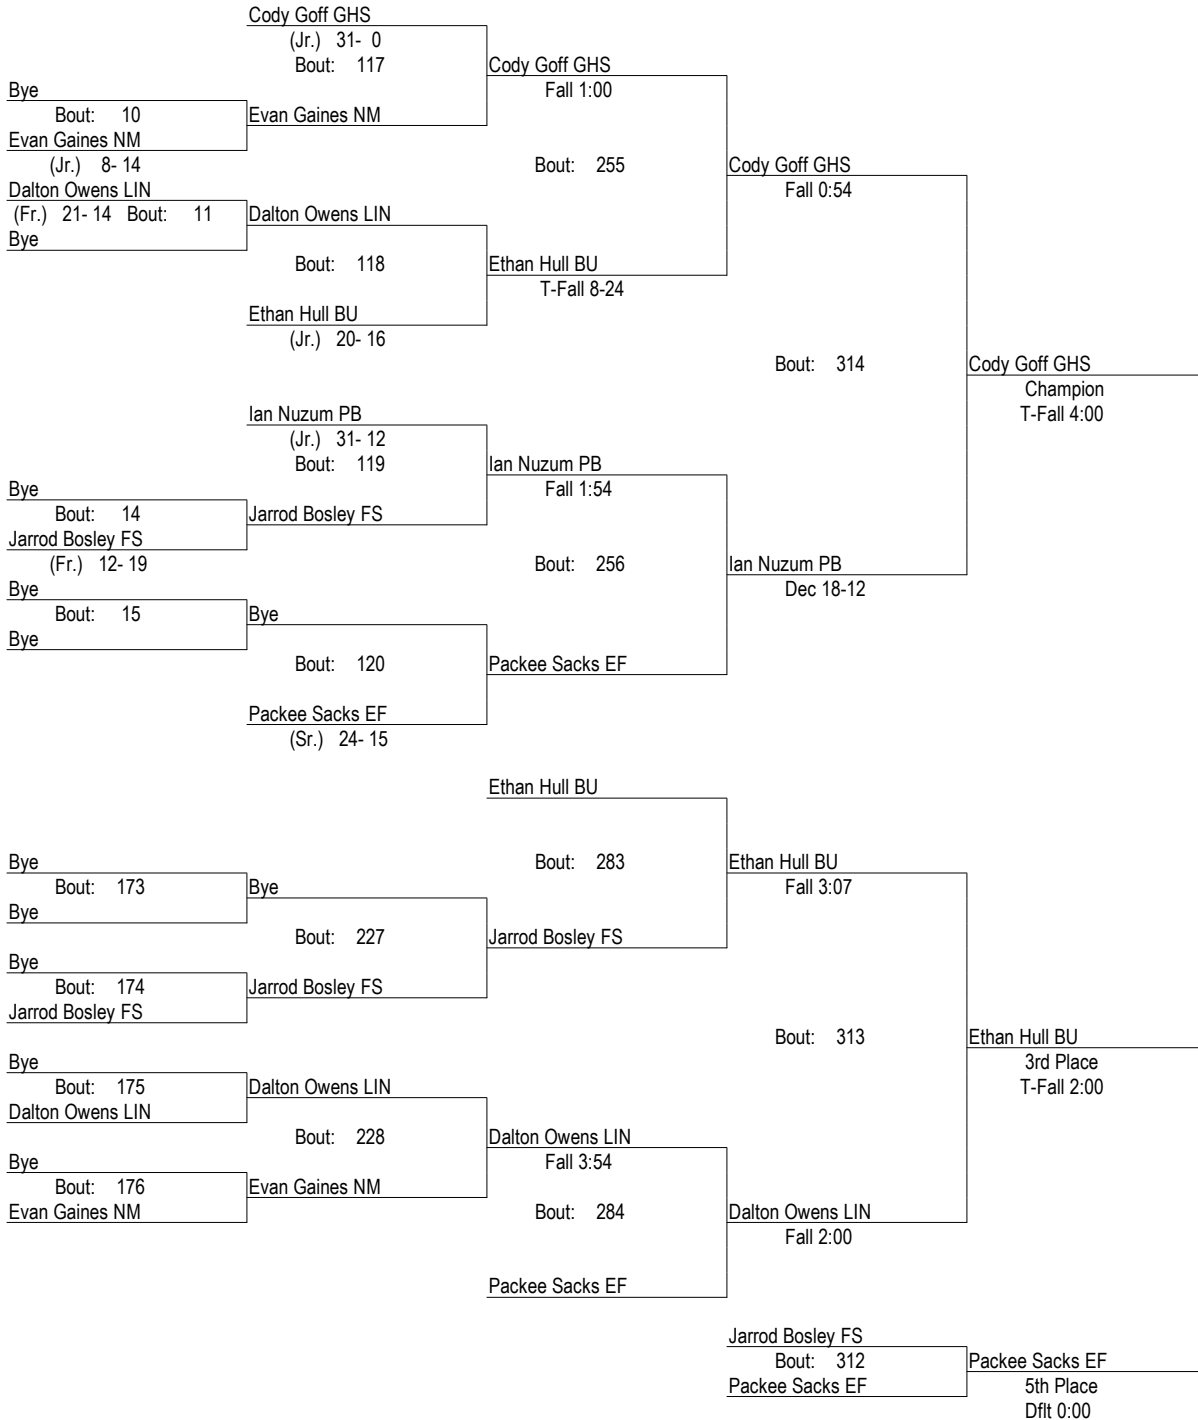 Cody Goff GHS
(Jr.) 31- 0
Bout: 117
Cody Goff GHS
Fall 1:00
Bye
Bout: 10
Evan Gaines NM
Evan Gaines NM
(Jr.) 8- 14
Bout: 255
Cody Goff GHS
Fall 0:54
Dalton Owens LIN
(Fr.) 21- 14 Bout: 11
Dalton Owens LIN
Bye
Bout: 118
Ethan Hull BU
T-Fall 8-24
Ethan Hull BU
(Jr.) 20- 16
Bout: 314
Cody Goff GHS
Champion
T-Fall 4:00
Ian Nuzum PB
(Jr.) 31- 12
Bout: 119
Ian Nuzum PB
Fall 1:54
Bye
Bout: 14
Jarrod Bosley FS
Jarrod Bosley FS
(Fr.) 12- 19
Bout: 256
Ian Nuzum PB
Dec 18-12
Bye
Bout: 15
Bye
Bye
Bout: 120
Packee Sacks EF
Packee Sacks EF
(Sr.) 24- 15
Ethan Hull BU
Bout: 283
Ethan Hull BU
Fall 3:07
Bye
Bout: 173
Bye
Bye
Bout: 227
Jarrod Bosley FS
Bye
Bout: 174
Jarrod Bosley FS
Jarrod Bosley FS
Bout: 313
Ethan Hull BU
3rd Place
T-Fall 2:00
Bye
Bout: 175
Dalton Owens LIN
Dalton Owens LIN
Bout: 228
Dalton Owens LIN
Fall 3:54
Bye
Bout: 176
Evan Gaines NM
Evan Gaines NM
Bout: 284
Dalton Owens LIN
Fall 2:00
Packee Sacks EF
Jarrod Bosley FS
Bout: 312
Packee Sacks EF
Packee Sacks EF
5th Place
Dflt 0:00